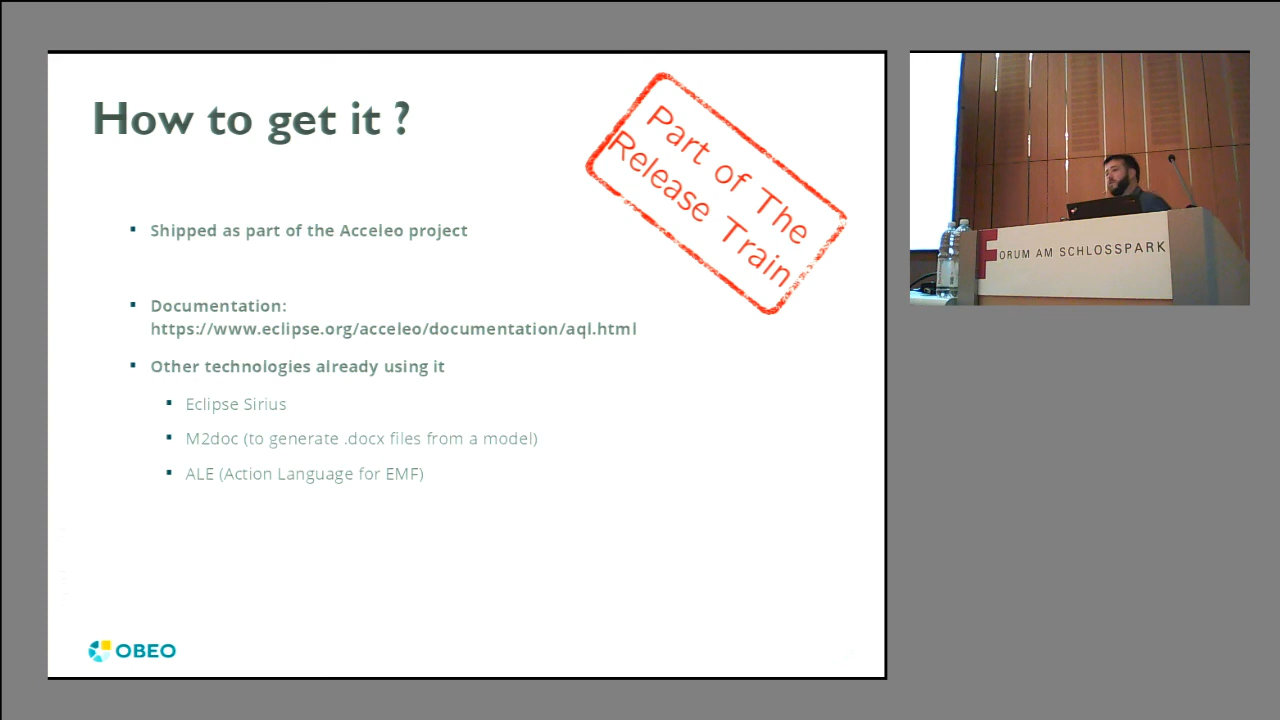 How to get it ?
Part of The
Release Train
Shipped as part of the Acceleo project
Documentation:
https://www.eclipse.org/acceleo/documentation/aql.html
Other technologies already using it
Eclipse Sirius
M2doc (to generate .docx files from a model)
ALE (Action Language for EMF)
OBEO
FORUM AM SCHLOSSPARK